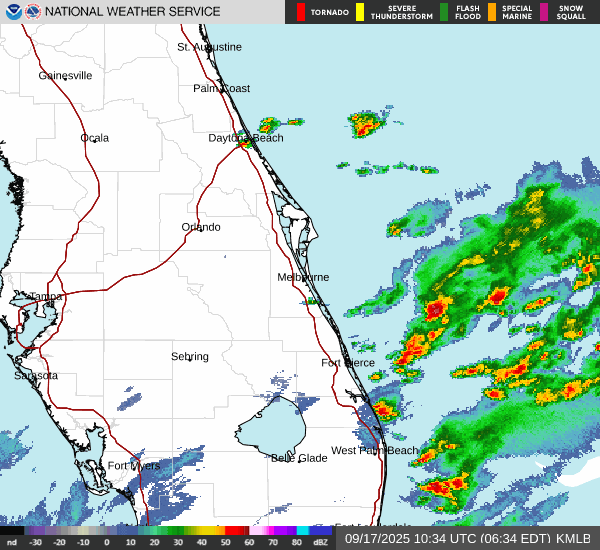 NATIONAL WEATHER SERVICE
TORNADO
SEVERE
THUNDERSTORM
FLASH
FLOOD
SPECIAL
MARINE
SNOW
SQUALL
St. Augustine
Gainesville
Palm Coast
Ocala
Daytona Beach
Orlando
Melbourne
Tampa
Sebring
Fort Pierce
Sarasota
West Palm Beach
Belle Glade
Fort Myers
nd -30 -20 -10 0 10 20 30 40 50 60 70 80 dBZ
09/17/2025 10:34 UTC (06:34 EDT) KMLB